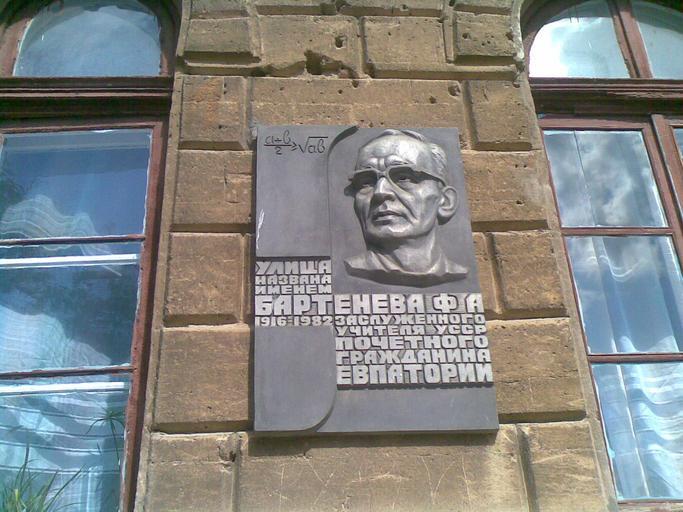 a+b/2 ≥ √ab
УЛИЦА
НАЗВАНА
ИМЕНЕМ
БАРТЕНЕВА Ф·А
1916-1982 ЗАСЛУЖЕННОГО
УЧИТЕЛЯ УССР
ПОЧЕТНОГО
ГРАЖДАНИНА
ЕВПАТОРИИ